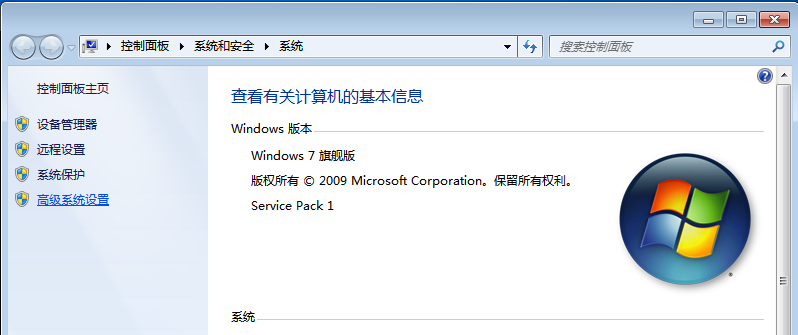 控制面板 系统和安全 系统
搜索控制面板
控制面板主页
设备管理器
远程设置
系统保护
高级系统设置
查看有关计算机的基本信息
Windows 版本
Windows 7 旗舰版
版权所有 © 2009 Microsoft Corporation。保留所有权利。
Service Pack 1
系统